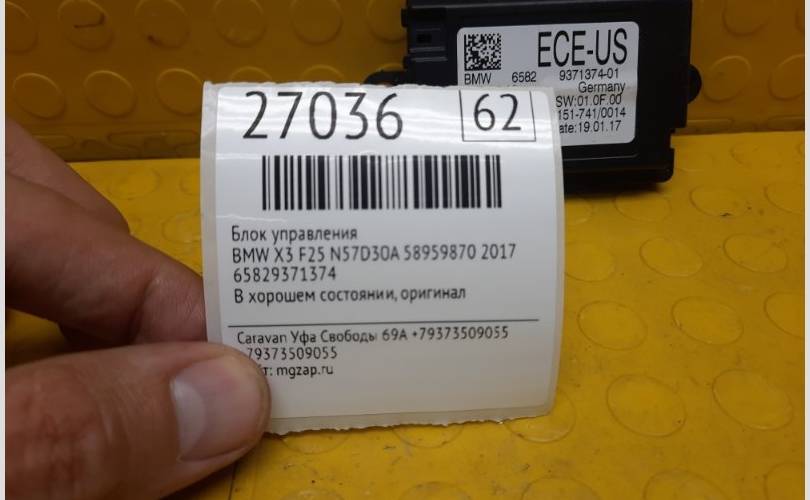 ECE-US
BMW 6582 9371374-01
Germany
SW:01.0F.00
151-741/0014
ate:19.01.17
27036 62
Блок управления
BMW X3 F25 N57D30A 58959870 2017
65829371374
В хорошем состоянии, оригинал
Caravan Уфа Свободы 69А +79373509055
79373509055
т: mgzap.ru